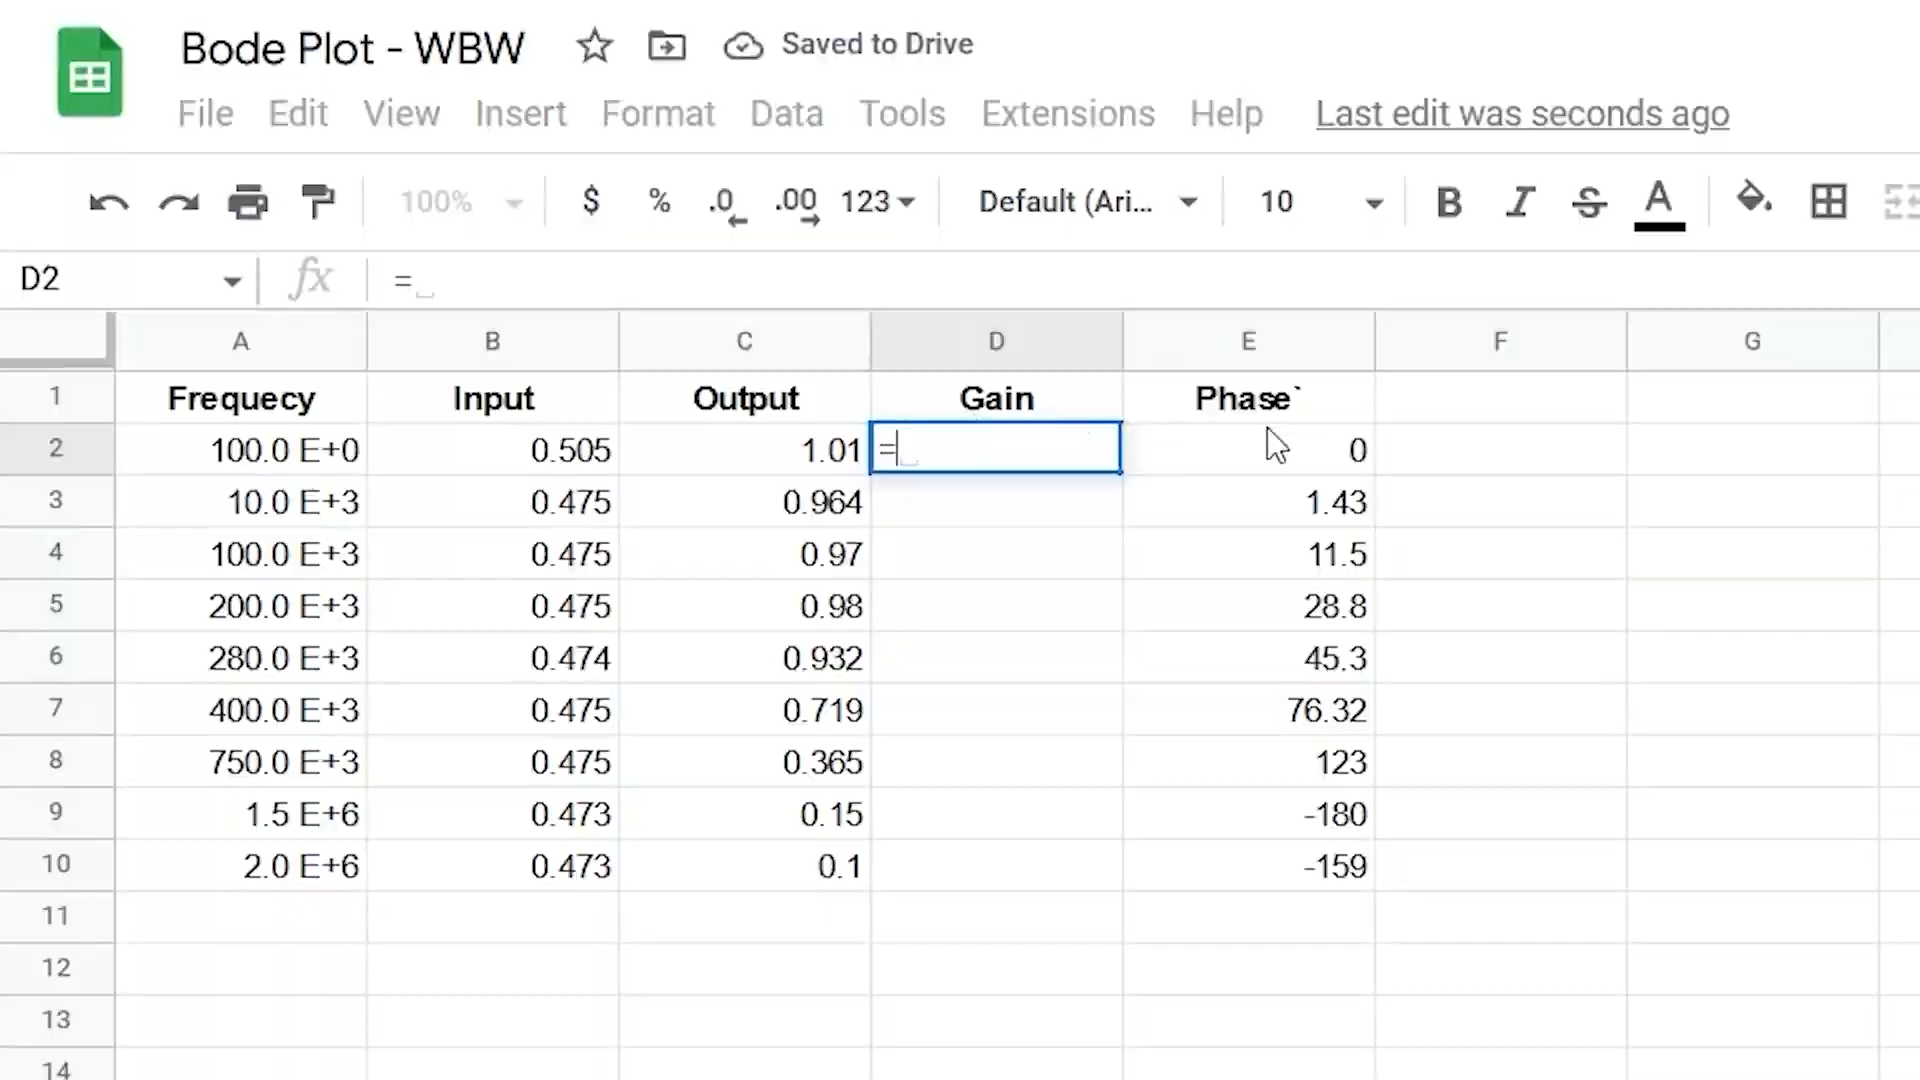 Bode Plot - WBW Saved to Drive
File Edit View Insert Format Data Tools Extensions Help Last edit was seconds ago
100% $ % .0 .00 123 Default (Ari... 10 B I S A
D2 fx =
A B C D E F G
1 Frequecy Input Output Gain Phase`
2 100.0 E+0 0.505 1.01 = 0
3 10.0 E+3 0.475 0.964 1.43
4 100.0 E+3 0.475 0.97 11.5
5 200.0 E+3 0.475 0.98 28.8
6 280.0 E+3 0.474 0.932 45.3
7 400.0 E+3 0.475 0.719 76.32
8 750.0 E+3 0.475 0.365 123
9 1.5 E+6 0.473 0.15 -180
10 2.0 E+6 0.473 0.1 -159
11
12
13
14